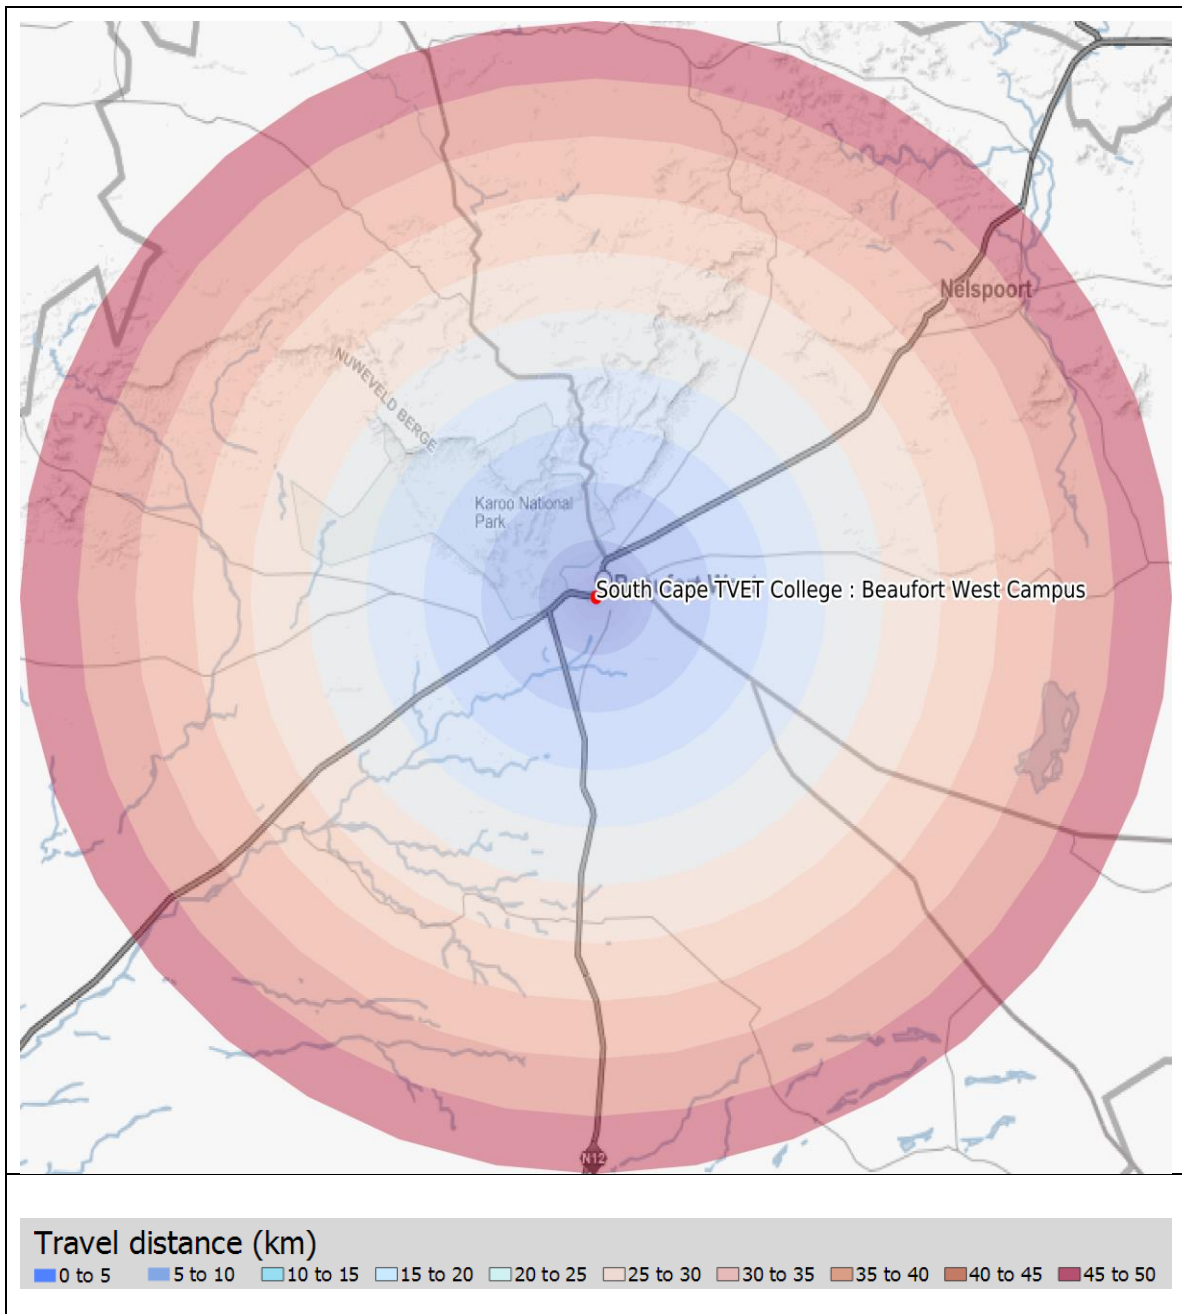 Nelspoort
NUWEVELD BERGE
Karoo National
Park
South Cape TVET College : Beaufort West Campus
N12
Travel distance (km)
0 to 5 5 to 10 10 to 15 15 to 20 20 to 25 25 to 30 30 to 35 35 to 40 40 to 45 45 to 50